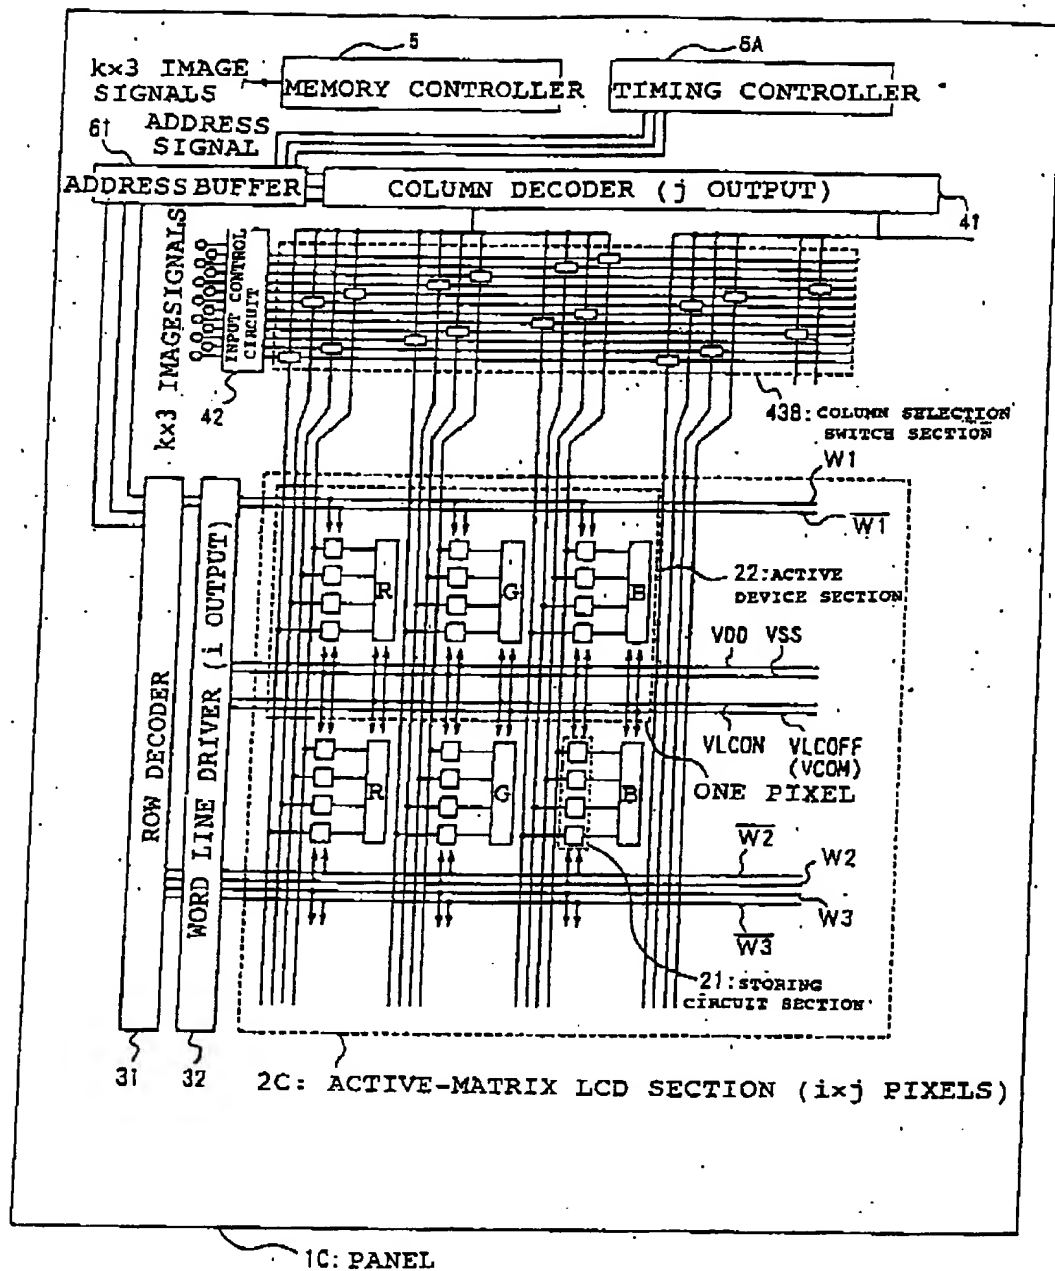 5
5A
k×3 IMAGE
SIGNALS
MEMORY CONTROLLER
TIMING CONTROLLER
ADDRESS
SIGNAL
61
ADDRESS BUFFER
COLUMN DECODER (j OUTPUT)
41
k×3 IMAGESIGNALS
INPUT CONTROL
CIRCUIT
42
43B: COLUMN SELECTION
SWITCH SECTION
W1
W1
22: ACTIVE
DEVICE SECTION
R
G
B
VDD VSS
VLCON
VLCOFF
(VCOM)
ONE PIXEL
R
G
B
ROW DECODER
WORD LINE DRIVER (i OUTPUT)
W2
W2
W3
W3
21: STORING
CIRCUIT SECTION
31
32
2C: ACTIVE-MATRIX LCD SECTION (i×j PIXELS)
1C: PANEL